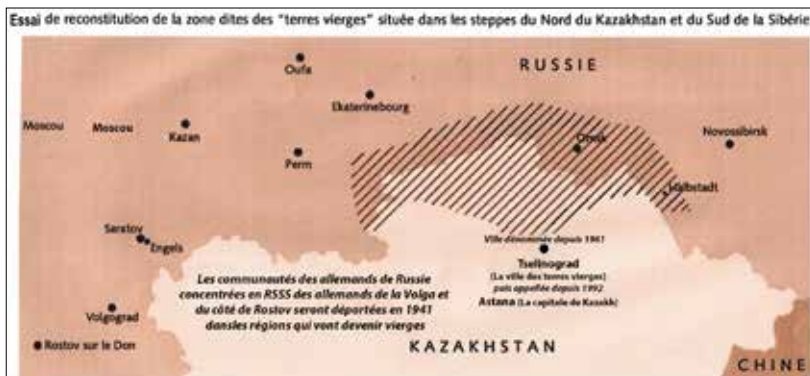 Essai de reconstitution de la zone dites des "terres vierges" située dans les steppes du Nord du Kazakhstan et du Sud de la Sibérie
Oufa
RUSSIE
Ekaterinebourg
Moscou
Moscou
Kazan
Omsk
Novossibirsk
Perm
Halbstadt
Saratov
Engels
Ville dénommée depuis 1961
Tselinograd
(La ville des terres vierges)
puis appellée depuis 1992
Astana (La capitale de Kazakh)
Les communautés des allemands de Russie
concentrées en RSSS des allemands de la Volga et
du côté de Rostov seront déportées en 1941
dansles régions qui vont devenir vierges
Volgograd
Rostov sur le Don
KAZAKHSTAN
CHINE